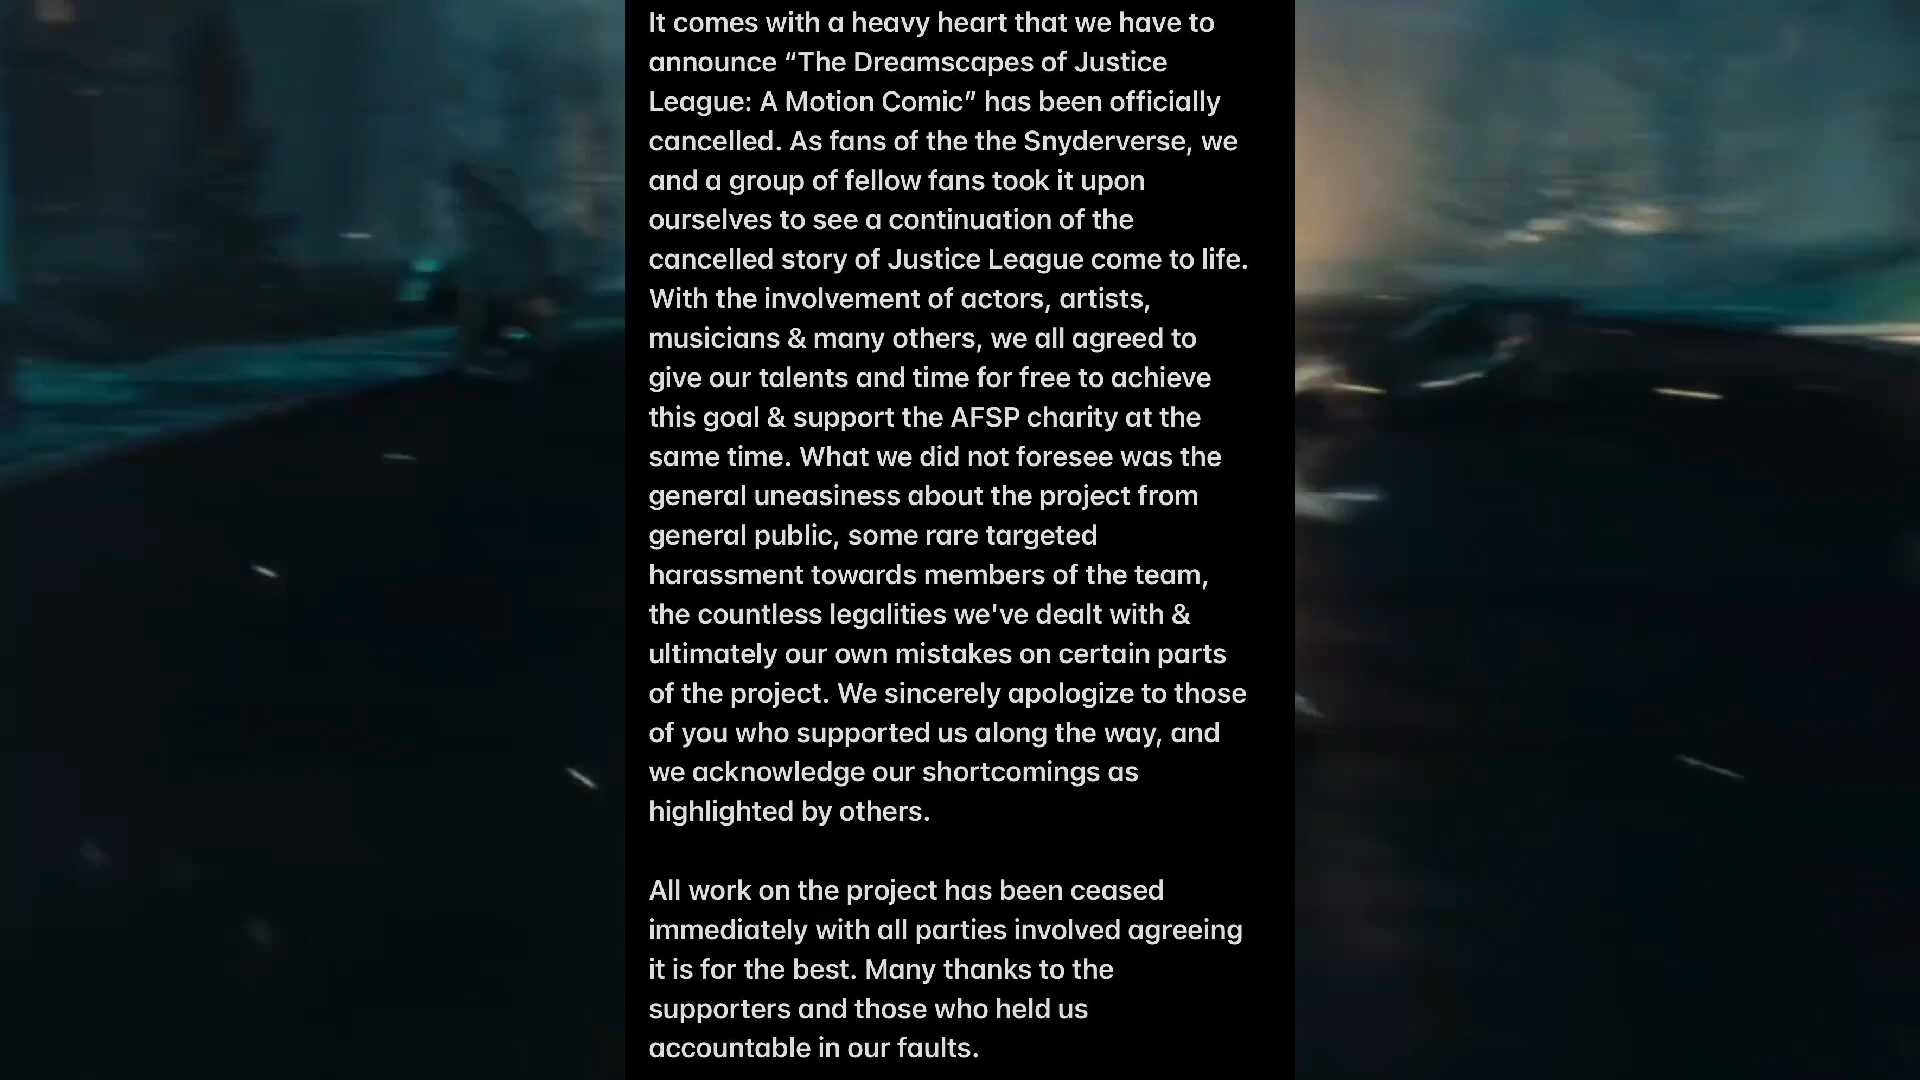 It comes with a heavy heart that we have to
announce “The Dreamscapes of Justice
League: A Motion Comic” has been officially
cancelled. As fans of the the Snyderverse, we
and a group of fellow fans took it upon
ourselves to see a continuation of the
cancelled story of Justice League come to life.
With the involvement of actors, artists,
musicians & many others, we all agreed to
give our talents and time for free to achieve
this goal & support the AFSP charity at the
same time. What we did not foresee was the
general uneasiness about the project from
general public, some rare targeted
harassment towards members of the team,
the countless legalities we've dealt with &
ultimately our own mistakes on certain parts
of the project. We sincerely apologize to those
of you who supported us along the way, and
we acknowledge our shortcomings as
highlighted by others.
All work on the project has been ceased
immediately with all parties involved agreeing
it is for the best. Many thanks to the
supporters and those who held us
accountable in our faults.